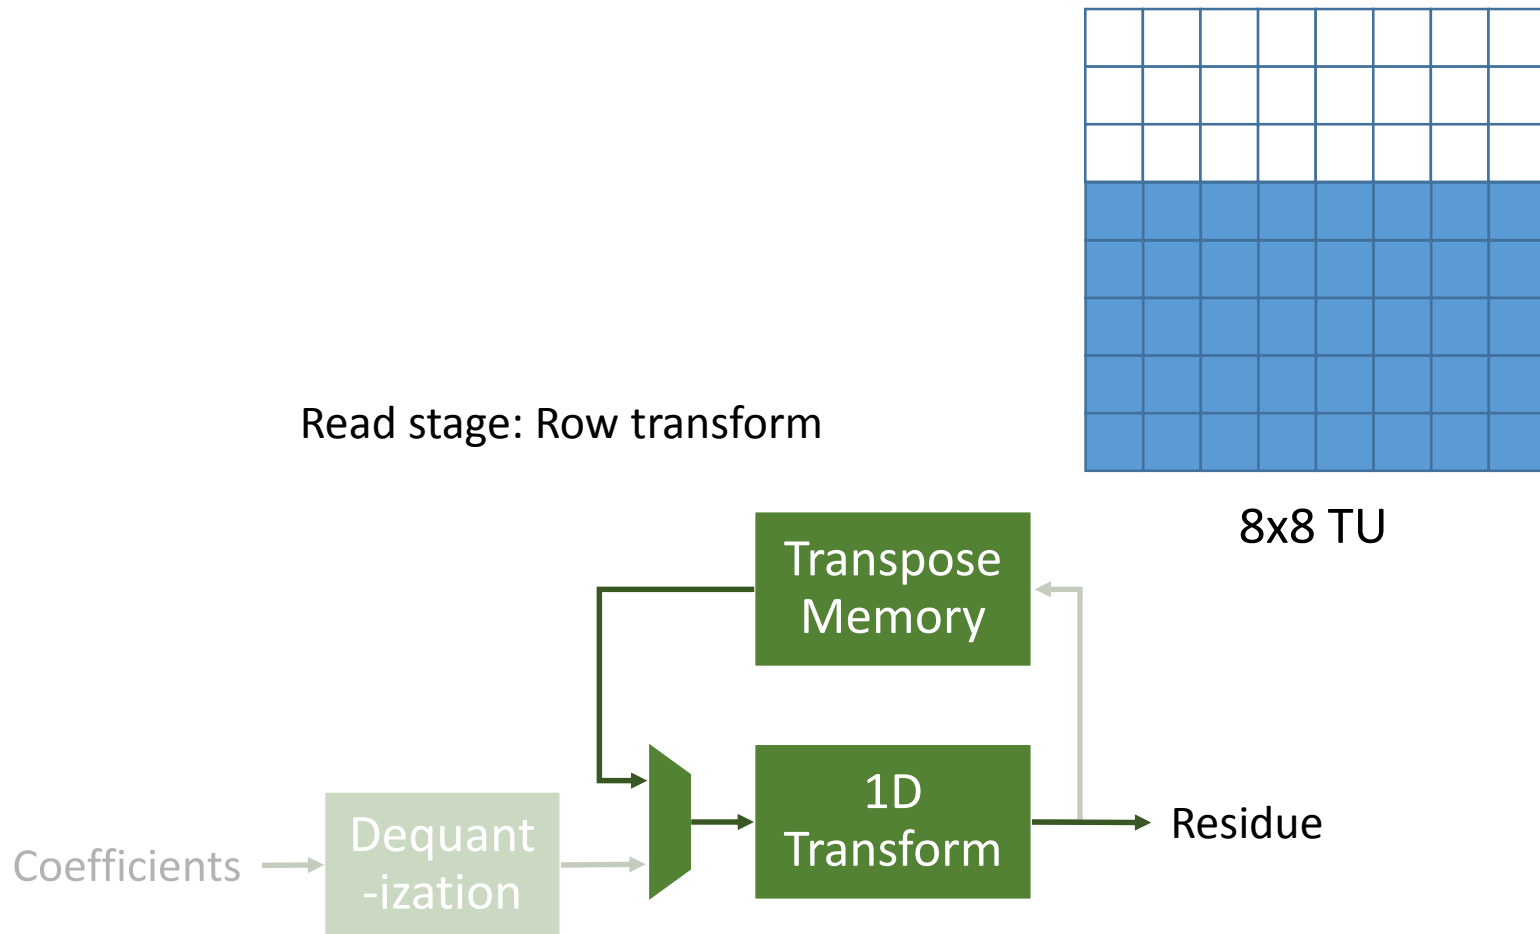 Read stage: Row transform
8x8 TU
Transpose
Memory
1D
Transform
Residue
Dequant
-ization
Coefficients